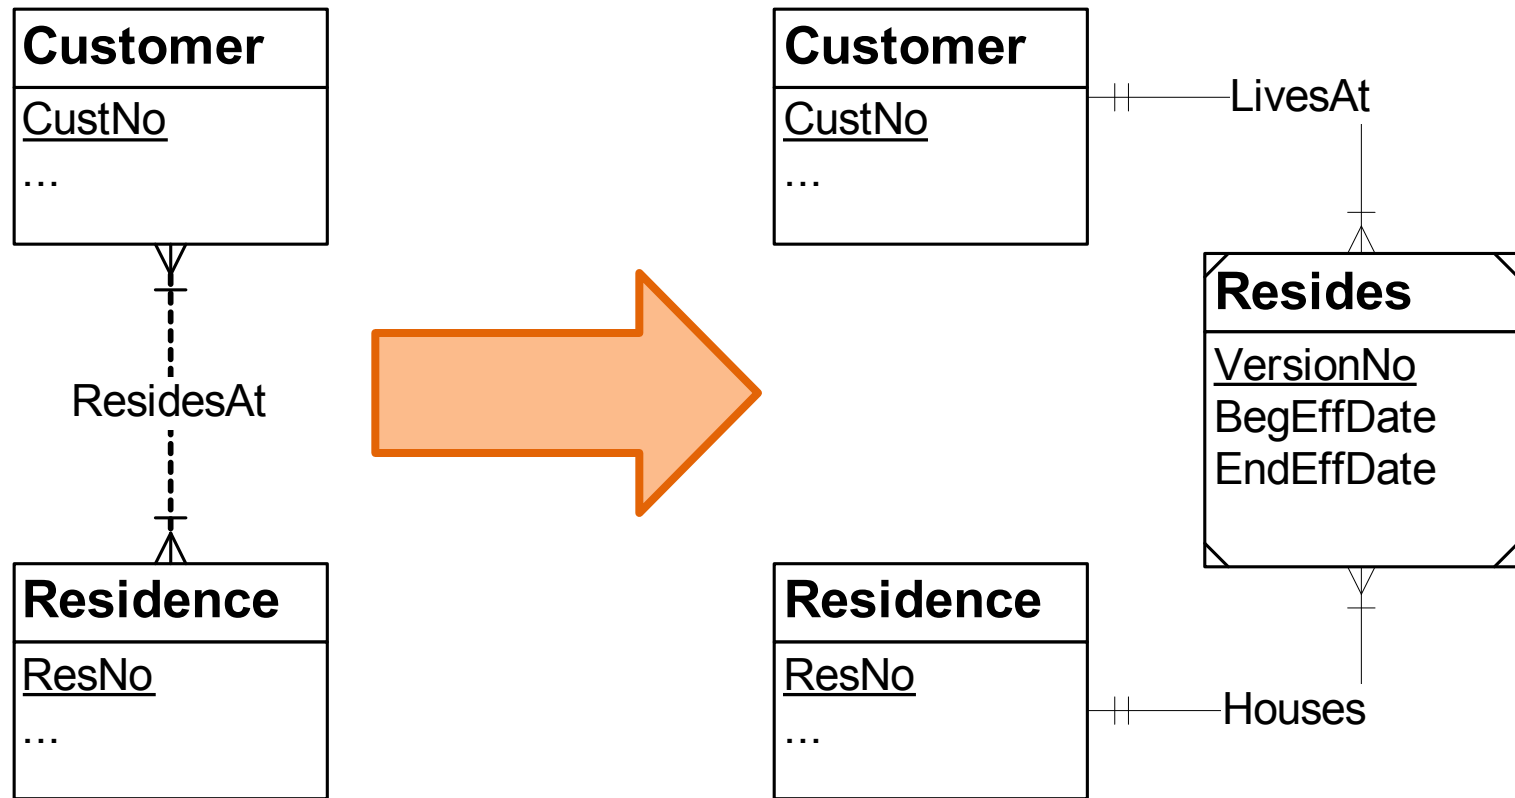 Customer
CustNo
...
ResidesAt
Residence
ResNo
...
Customer
CustNo
...
LivesAt
Resides
VersionNo
BegEffDate
EndEffDate
Residence
ResNo
...
Houses